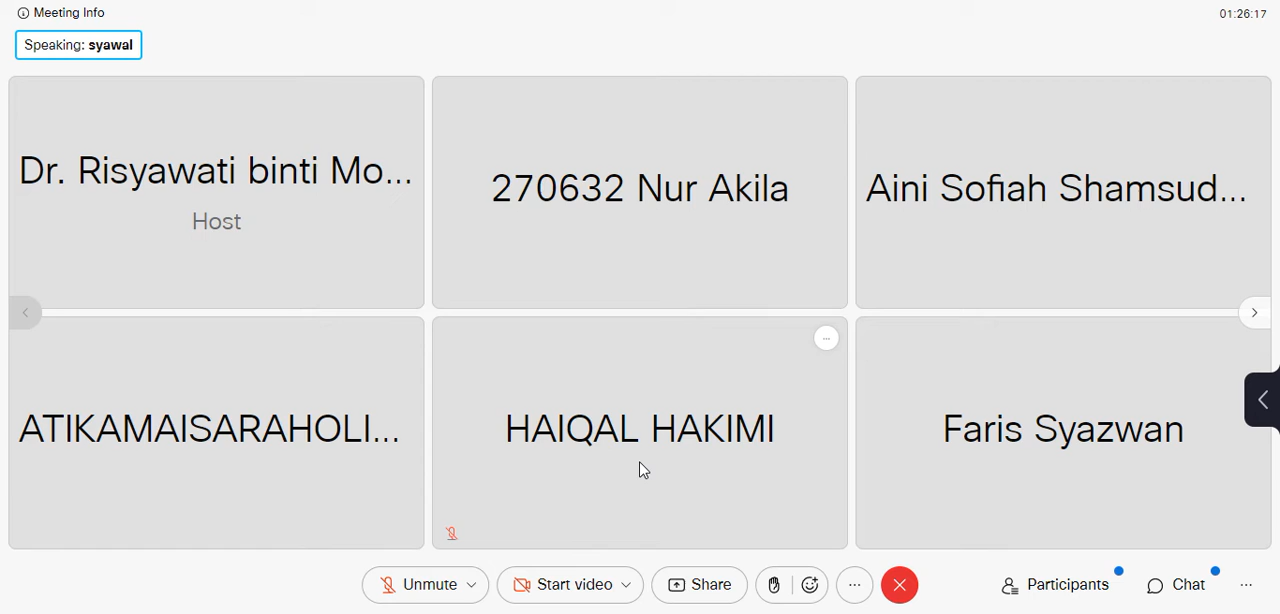 Meeting Info
01:26:17
Speaking: syawal
Dr. Risyawati binti Mo...
Host
270632 Nur Akila
Aini Sofiah Shamsud...
ATIKAMAISARAHOLI...
HAIQAL HAKIMI
Faris Syazwan
Unmute
Start video
Share
Participants
Chat